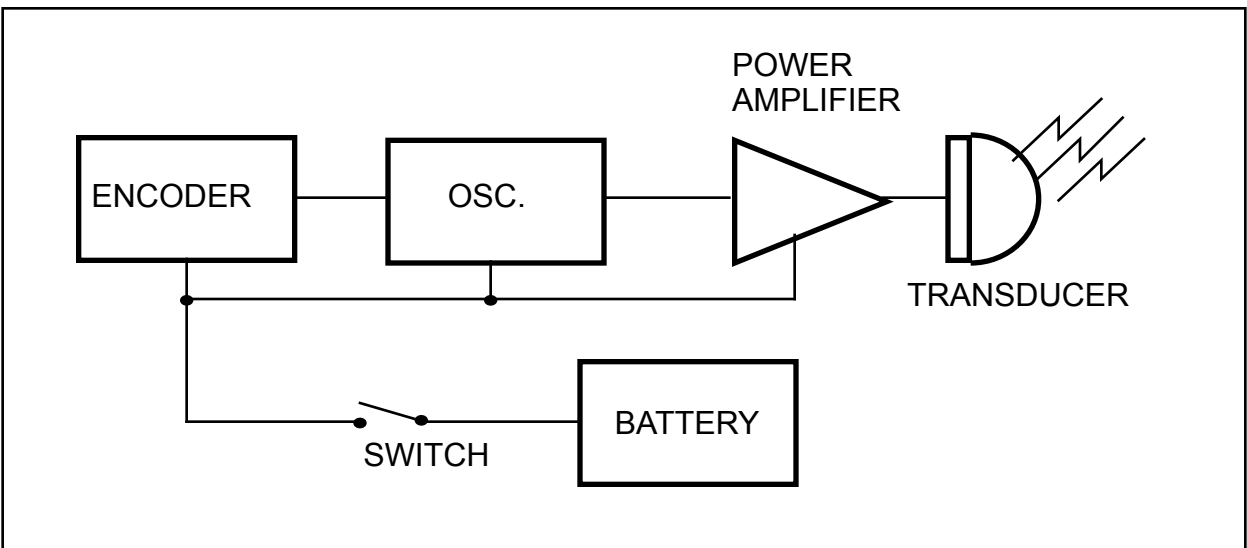 POWER
AMPLIFIER
ENCODER
OSC.
TRANSDUCER
BATTERY
SWITCH